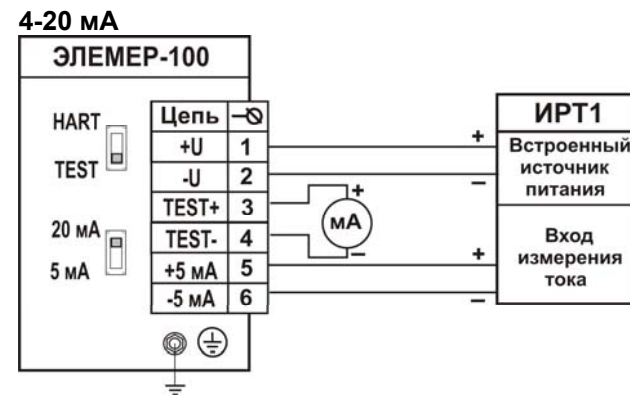 4-20 мА
ЭЛЕМЕР-100
HART
TEST
20 мА
5 мА
Цепь
+U 1
-U 2
TEST+ 3
TEST- 4
+5 мА 5
-5 мА 6
+
мА
−
+
−
+
−
ИРТ1
Встроенный
источник
питания
Вход
измерения
тока